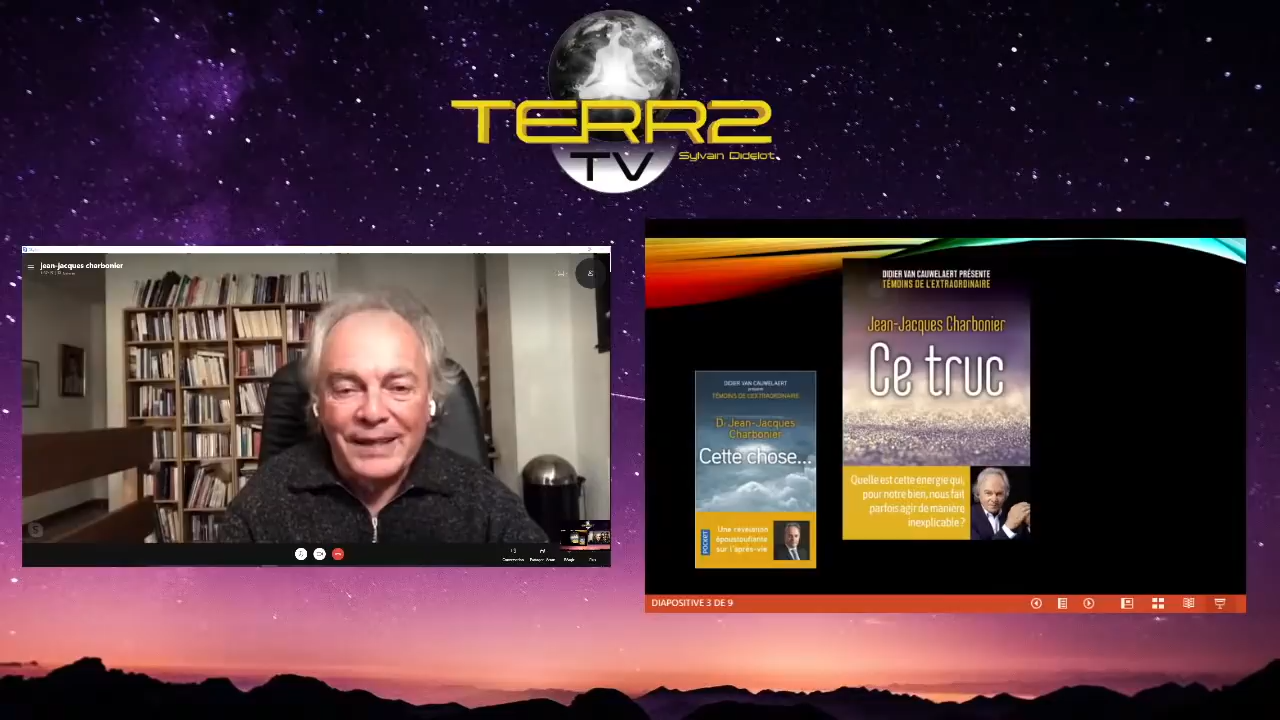 TERR2
TV
Sylvain Didelot
jean-jacques charbonier
DIDIER VAN CAUWELAERT PRÉSENTE
TÉMOINS DE L'EXTRAORDINAIRE
Jean-Jacques Charbonier
Ce truc
Quelle est cette énergie qui,
pour notre bien, nous fait
parfois agir de manière
inexplicable ?
DIDIER VAN CAUWELAERT
présente
TÉMOINS DE L'EXTRAORDINAIRE
Dr Jean-Jacques
Charbonier
Cette chose...
POCKET
Une révélation
époustouflante
sur l'après-vie
DIAPOSITIVE 3 DE 9